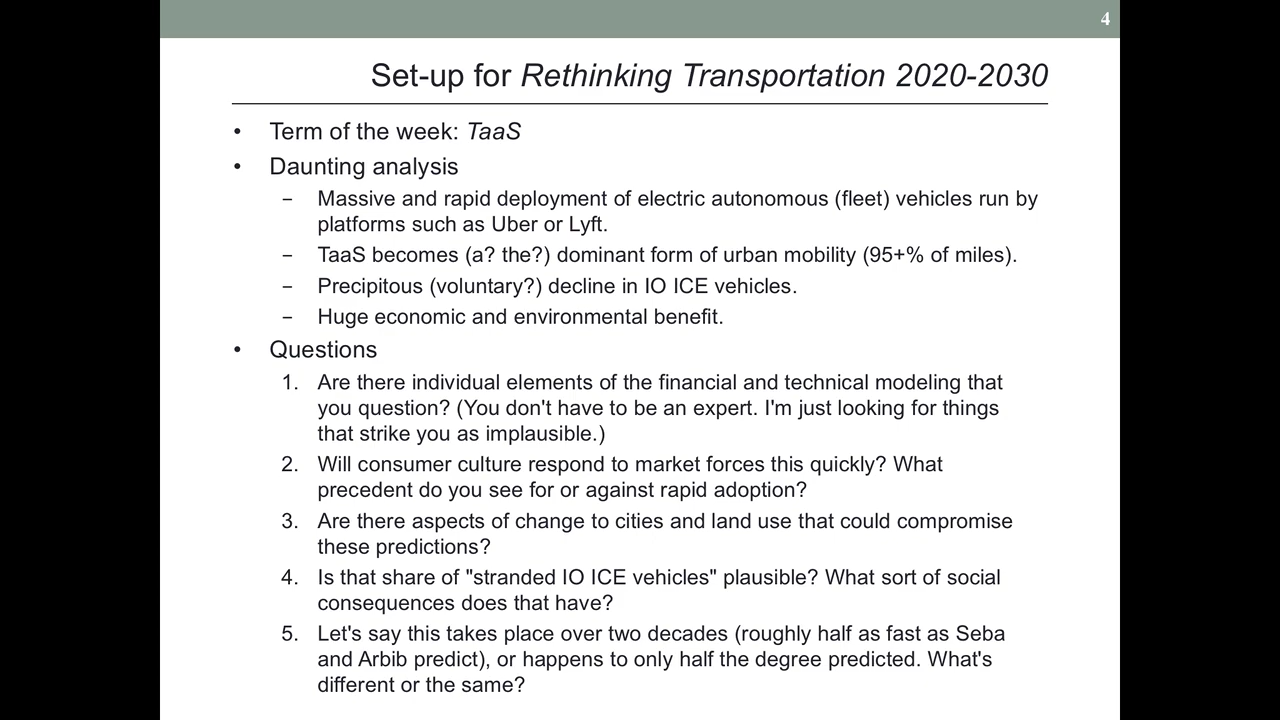 4
Set-up for Rethinking Transportation 2020-2030
• Term of the week: TaaS
• Daunting analysis
– Massive and rapid deployment of electric autonomous (fleet) vehicles run by
platforms such as Uber or Lyft.
– TaaS becomes (a? the?) dominant form of urban mobility (95+% of miles).
– Precipitous (voluntary?) decline in IO ICE vehicles.
– Huge economic and environmental benefit.
• Questions
1. Are there individual elements of the financial and technical modeling that
you question? (You don't have to be an expert. I'm just looking for things
that strike you as implausible.)
2. Will consumer culture respond to market forces this quickly? What
precedent do you see for or against rapid adoption?
3. Are there aspects of change to cities and land use that could compromise
these predictions?
4. Is that share of "stranded IO ICE vehicles" plausible? What sort of social
consequences does that have?
5. Let's say this takes place over two decades (roughly half as fast as Seba
and Arbib predict), or happens to only half the degree predicted. What's
different or the same?